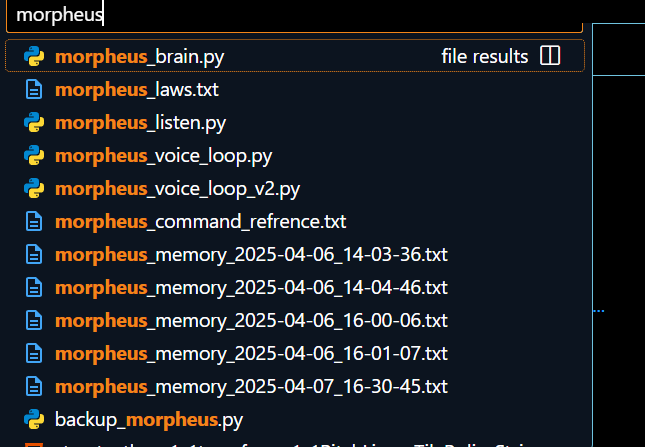 morpheus
morpheus_brain.py file results
morpheus_laws.txt
morpheus_listen.py
morpheus_voice_loop.py
morpheus_voice_loop_v2.py
morpheus_command_refrence.txt
morpheus_memory_2025-04-06_14-03-36.txt
morpheus_memory_2025-04-06_14-04-46.txt
morpheus_memory_2025-04-06_16-00-06.txt
morpheus_memory_2025-04-06_16-01-07.txt
morpheus_memory_2025-04-07_16-30-45.txt
backup_morpheus.py